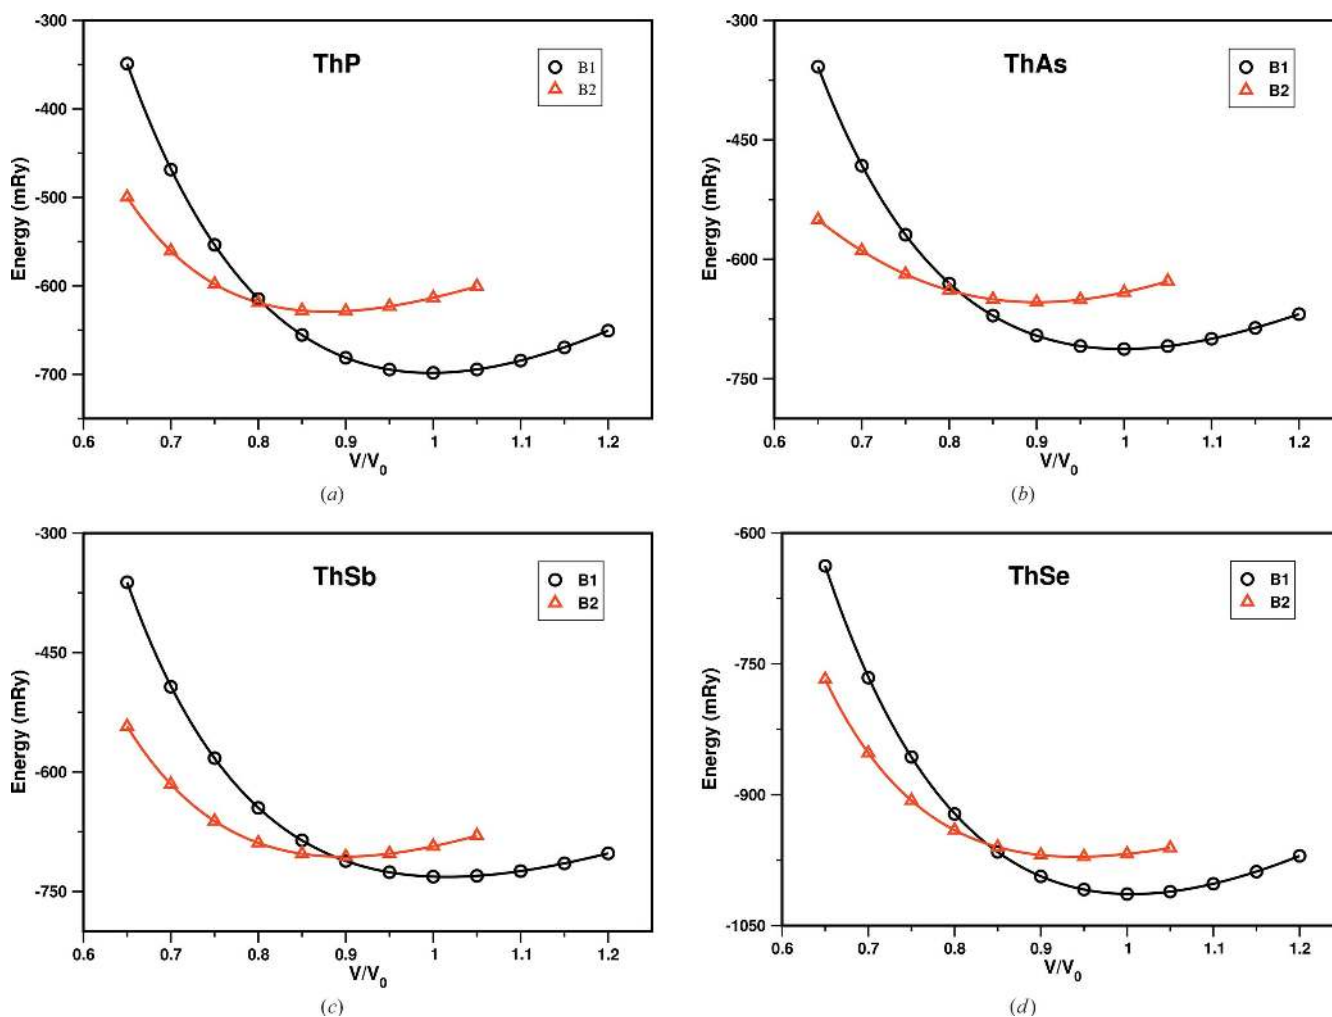 ThP
B1
B2
Energy (mRy)
-300
-400
-500
-600
-700
0.6 0.7 0.8 0.9 1 1.1 1.2
V/V0
(a)
ThAs
B1
B2
Energy (mRy)
-300
-450
-600
-750
0.6 0.7 0.8 0.9 1 1.1 1.2
V/V0
(b)
ThSb
B1
B2
Energy (mRy)
-300
-450
-600
-750
0.6 0.7 0.8 0.9 1 1.1 1.2
V/V0
(c)
ThSe
B1
B2
Energy (mRy)
-600
-750
-900
-1050
0.6 0.7 0.8 0.9 1 1.1 1.2
V/V0
(d)